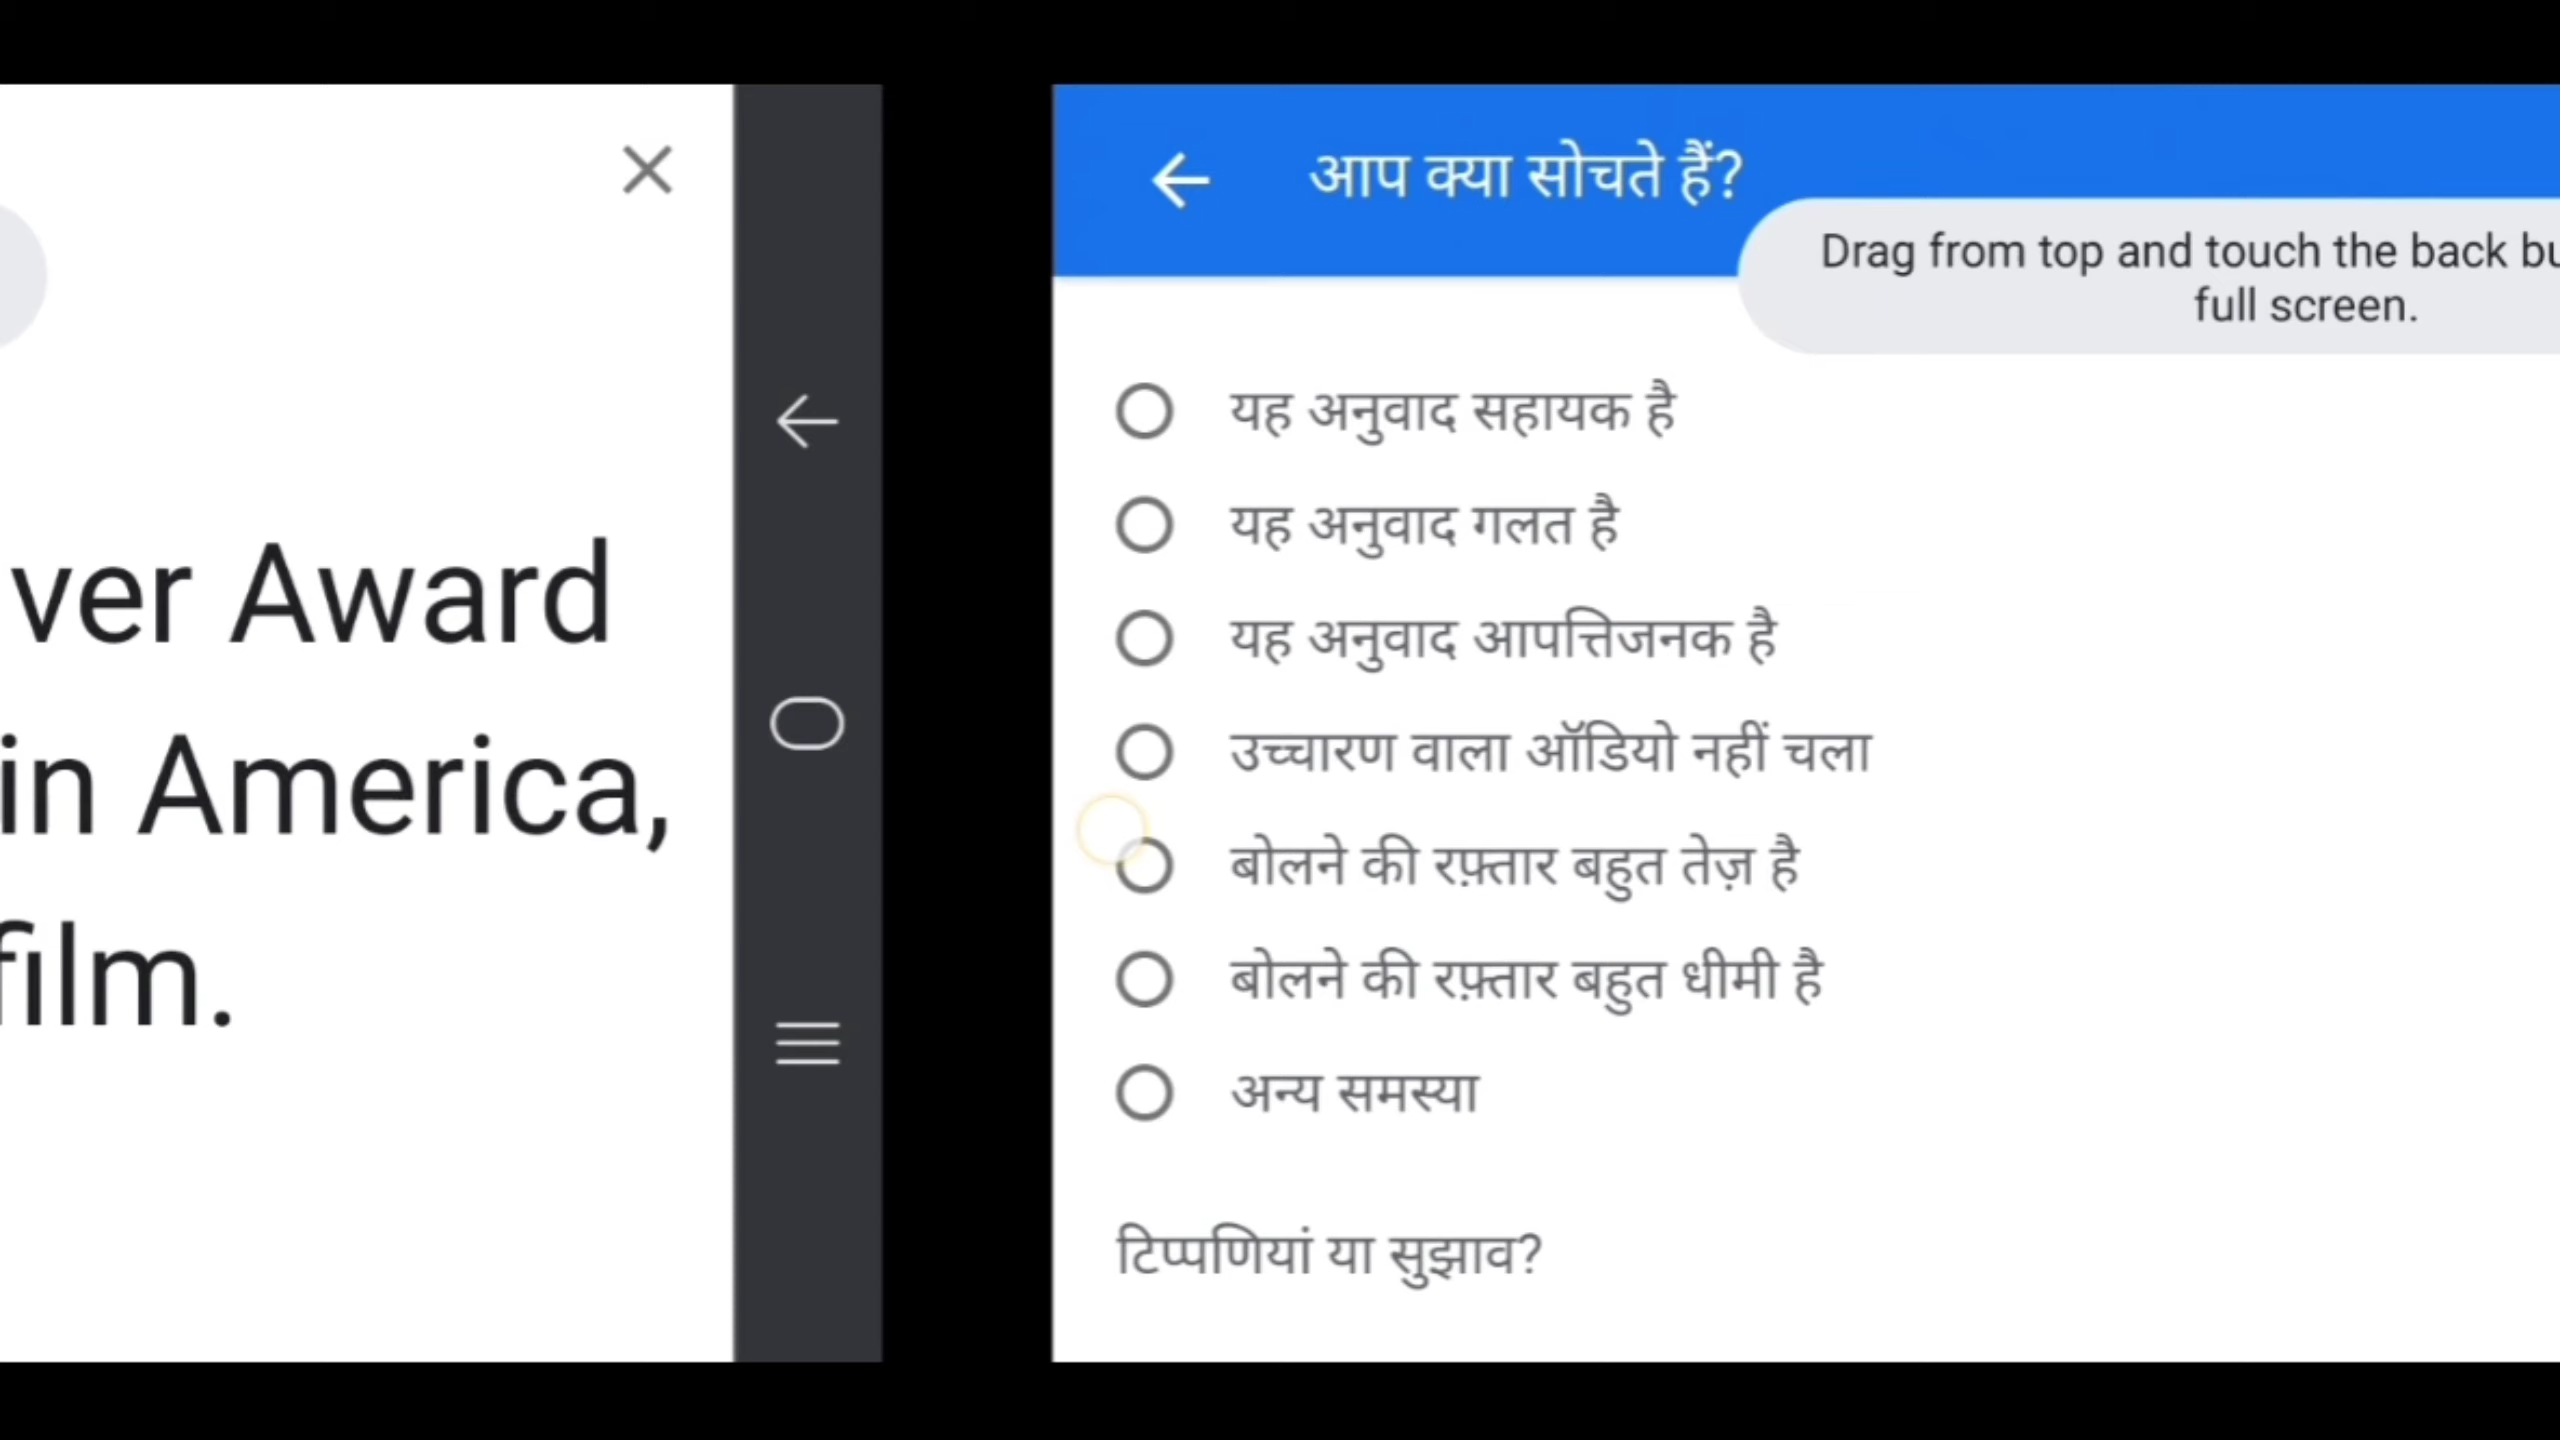 ver Award
in America,
film.
आप क्या सोचते हैं?
Drag from top and touch the back
full screen.
यह अनुवाद सहायक है
यह अनुवाद गलत है
यह अनुवाद आपत्तिजनक है
उच्चारण वाला ऑडियो नहीं चला
बोलने की रफ़्तार बहुत तेज़ है
बोलने की रफ़्तार बहुत धीमी है
अन्य समस्या
टिप्पणियां या सुझाव?